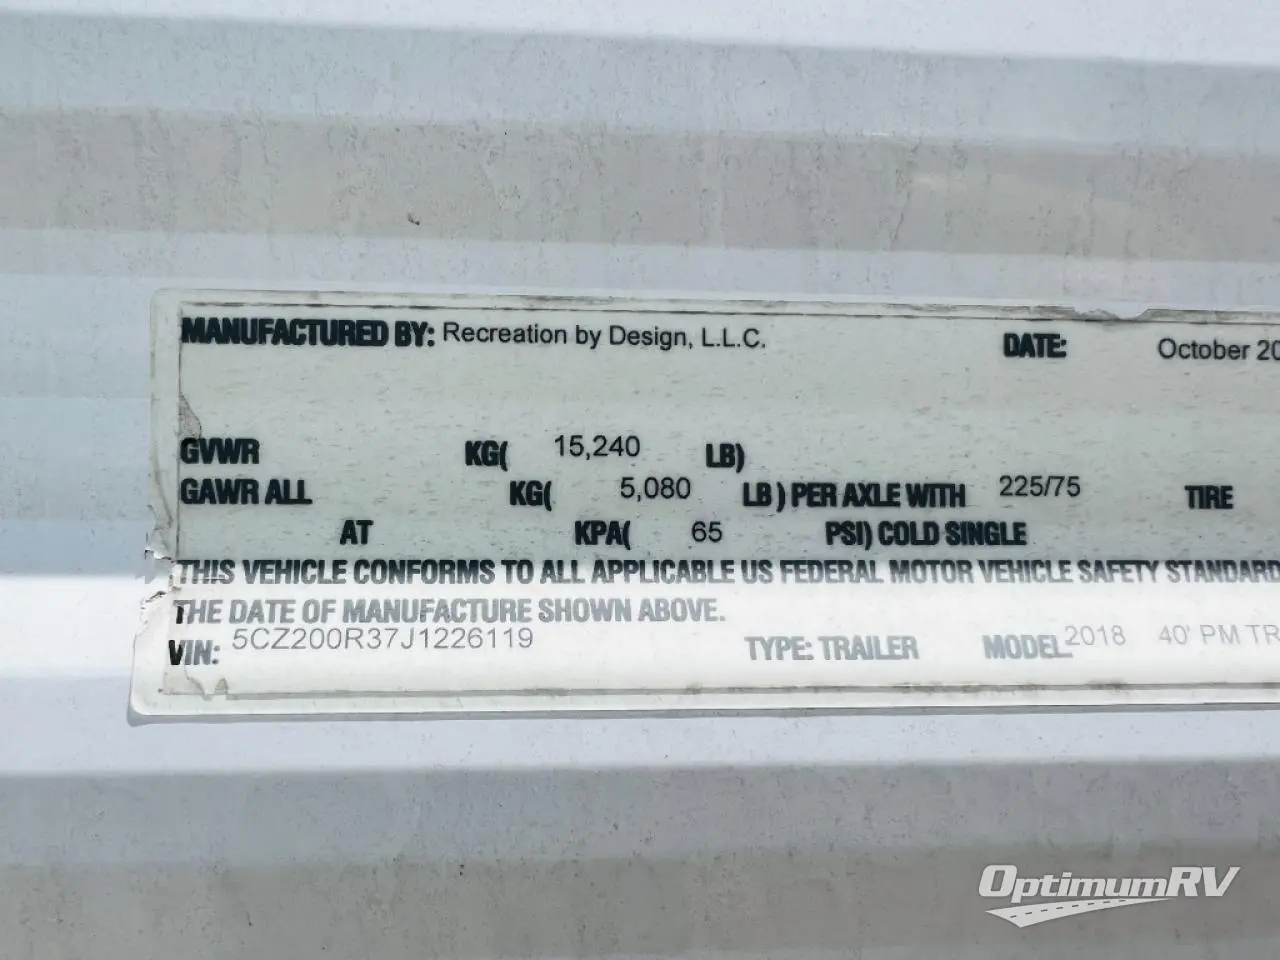 MANUFACTURED BY: Recreation by Design, L.L.C. DATE: October 20
GVWR KG( 15,240 LB)
GAWR ALL KG( 5,080 LB ) PER AXLE WITH 225/75 TIRE
AT KPA( 65 PSI) COLD SINGLE
THIS VEHICLE CONFORMS TO ALL APPLICABLE US FEDERAL MOTOR VEHICLE SAFETY STANDARD
THE DATE OF MANUFACTURE SHOWN ABOVE.
VIN: 5CZ200R37J1226119 TYPE: TRAILER MODEL 2018 40' PM TR
OptimumRV